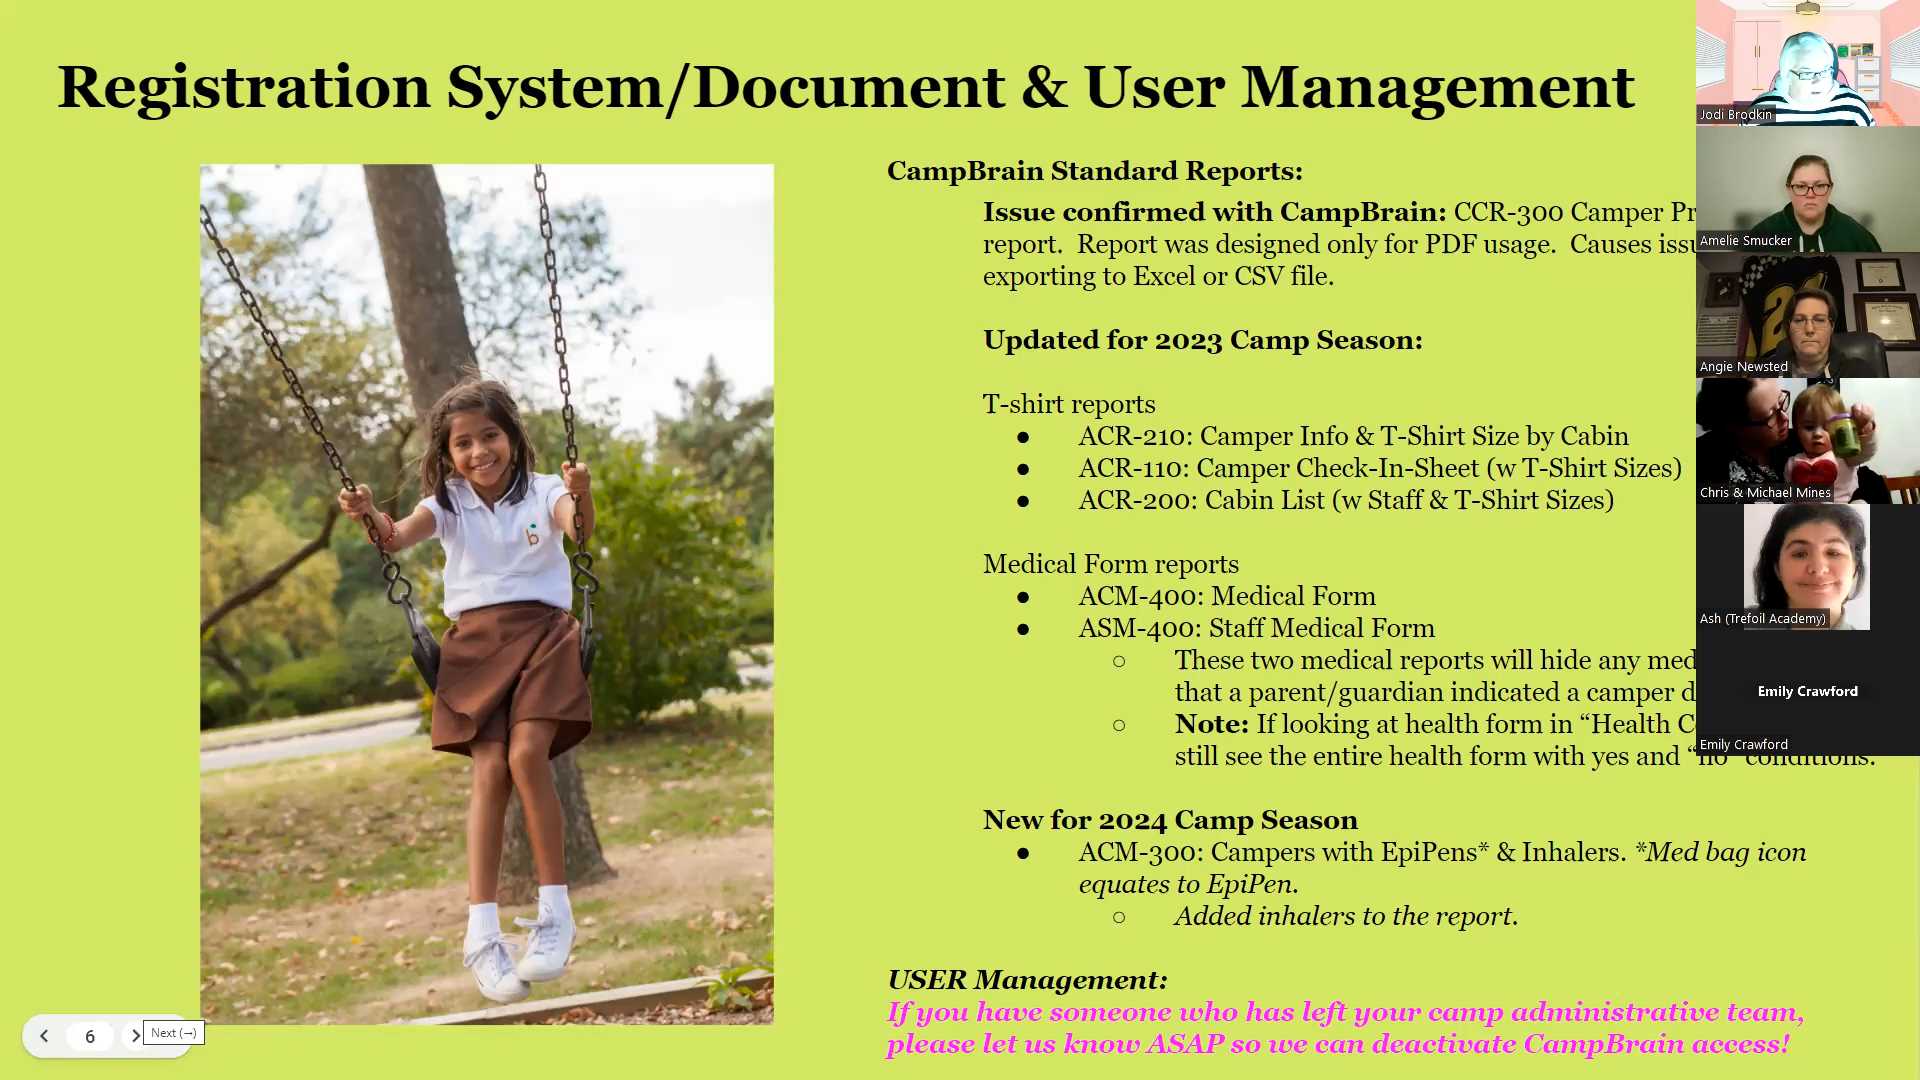 Registration System/Document & User Management
CampBrain Standard Reports:
Issue confirmed with CampBrain: CCR-300 Camper
report. Report was designed only for PDF usage. Causes
exporting to Excel or CSV file.
Updated for 2023 Camp Season:
T-shirt reports
● ACR-210: Camper Info & T-Shirt Size by Cabin
● ACR-110: Camper Check-In-Sheet (w T-Shirt Sizes)
● ACR-200: Cabin List (w Staff & T-Shirt Sizes)
Medical Form reports
● ACM-400: Medical Form
● ASM-400: Staff Medical Form
○ These two medical reports will hide any
that a parent/guardian indicated a camper
○ Note: If looking at health form in “Health
still see the entire health form with yes and “no” conditions.
New for 2024 Camp Season
● ACM-300: Campers with EpiPens* & Inhalers. *Med bag icon
equates to EpiPen.
○ Added inhalers to the report.
USER Management:
If you have someone who has left your camp administrative team,
please let us know ASAP so we can deactivate CampBrain access!
Jodi Brodkin
Amelie Smucker
Angie Newsted
Chris & Michael Mines
Ash (Trefoil Academy)
Emily Crawford
Emily Crawford
b
24
6
Next (→)